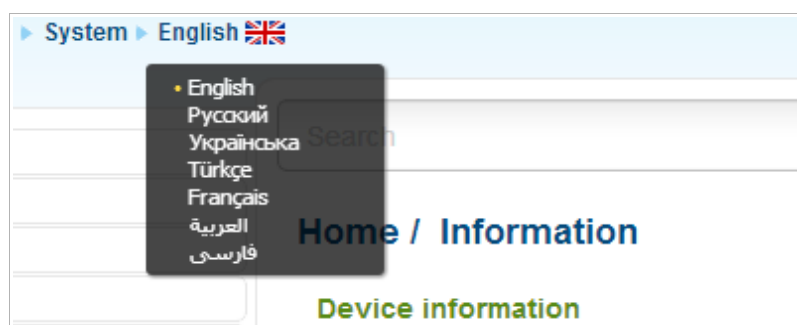 System English
• English
Русский
Українська
Türkçe
Français
العربية
فارسی
Search
Home / Information
Device information